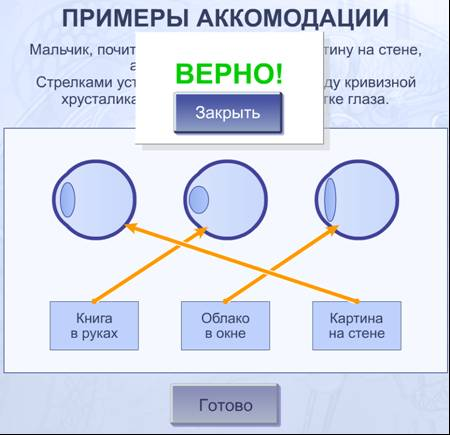 ПРИМЕРЫ АККОМОДАЦИИ
Мальчик, почит тину на стене,
а
Стрелками уст ду кривизной
хрусталика тке глаза.
ВЕРНО!
Закрыть
Книга
в руках
Облако
в окне
Картина
на стене
Готово